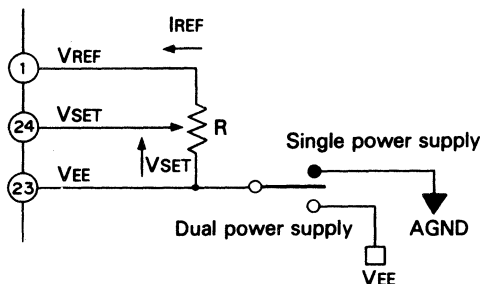 IREF
1 VREF
24 VSET
R
VSET
Single power supply
23 VEE
Dual power supply
AGND
VEE